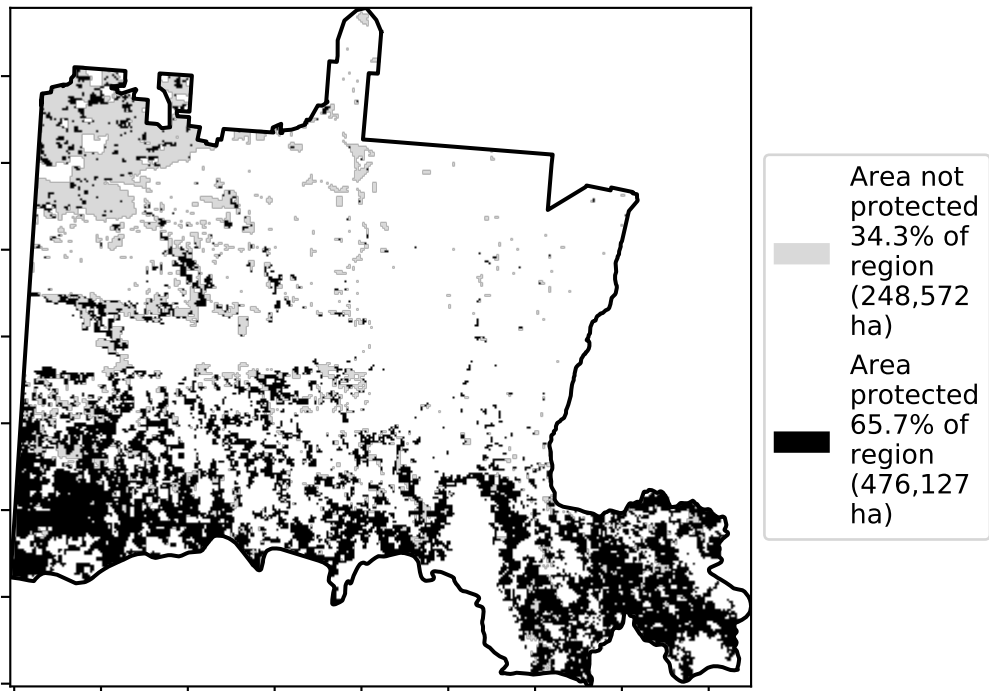 Area not
protected
34.3% of
region
(248,572
ha)
Area
protected
65.7% of
region
(476,127
ha)